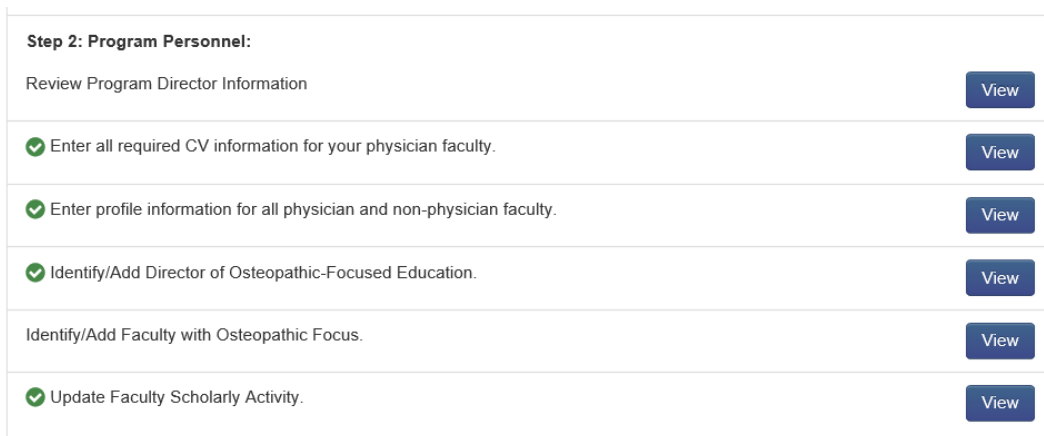 Step 2: Program Personnel:
Review Program Director Information
View
Enter all required CV information for your physician faculty.
View
Enter profile information for all physician and non-physician faculty.
View
Identify/Add Director of Osteopathic-Focused Education.
View
Identify/Add Faculty with Osteopathic Focus.
View
Update Faculty Scholarly Activity.
View